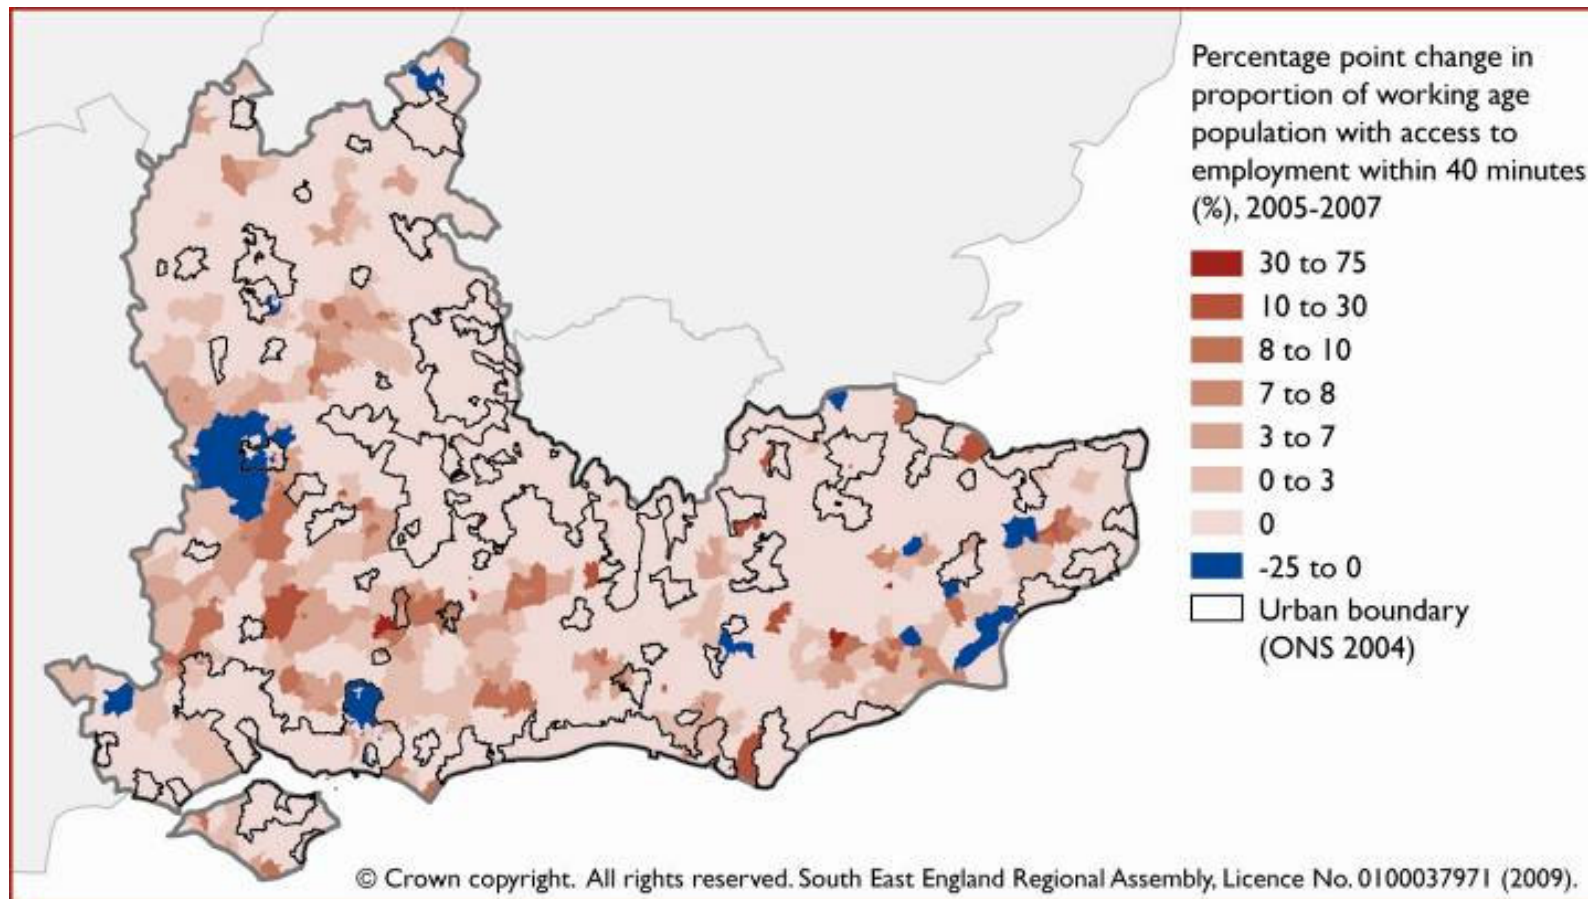 Percentage point change in
proportion of working age
population with access to
employment within 40 minutes
(%), 2005-2007
30 to 75
10 to 30
8 to 10
7 to 8
3 to 7
0 to 3
0
-25 to 0
Urban boundary
(ONS 2004)
© Crown copyright. All rights reserved. South East England Regional Assembly, Licence No. 0100037971 (2009).